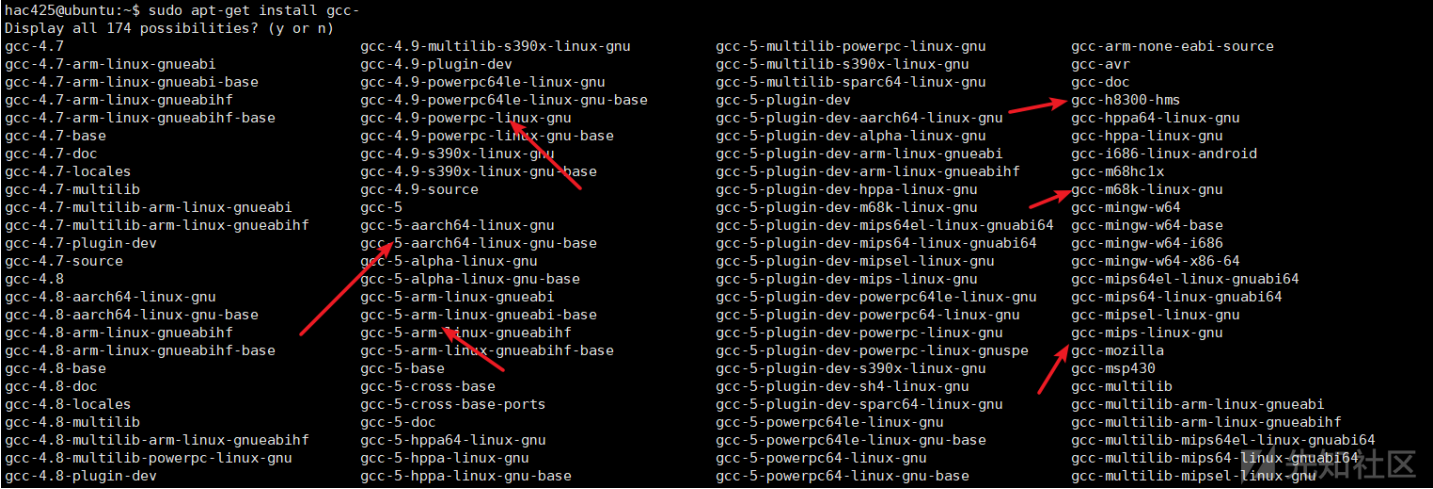 hac425@ubuntu:~$ sudo apt-get install gcc-
Display all 174 possibilities? (y or n)
gcc-4.7 gcc-4.9-multilib-s390x-linux-gnu gcc-5-multilib-powerpc-linux-gnu gcc-arm-none-eabi-source
gcc-4.7-arm-linux-gnueabi gcc-4.9-plugin-dev gcc-5-multilib-s390x-linux-gnu gcc-avr
gcc-4.7-arm-linux-gnueabi-base gcc-4.9-powerpc64le-linux-gnu gcc-5-multilib-sparc64-linux-gnu gcc-doc
gcc-4.7-arm-linux-gnueabihf gcc-4.9-powerpc64le-linux-gnu-base gcc-5-plugin-dev gcc-h8300-hms
gcc-4.7-arm-linux-gnueabihf-base gcc-4.9-powerpc-linux-gnu gcc-5-plugin-dev-aarch64-linux-gnu gcc-hppa64-linux-gnu
gcc-4.7-base gcc-4.9-powerpc-linux-gnu-base gcc-5-plugin-dev-alpha-linux-gnu gcc-hppa-linux-gnu
gcc-4.7-doc gcc-4.9-s390x-linux-gnu gcc-5-plugin-dev-arm-linux-gnueabi gcc-i686-linux-android
gcc-4.7-locales gcc-4.9-s390x-linux-gnu-base gcc-5-plugin-dev-arm-linux-gnueabihf gcc-m68hc1x
gcc-4.7-multilib gcc-4.9-source gcc-5-plugin-dev-hppa-linux-gnu gcc-m68k-linux-gnu
gcc-4.7-multilib-arm-linux-gnueabi gcc-5 gcc-5-plugin-dev-m68k-linux-gnu gcc-mingw-w64
gcc-4.7-multilib-arm-linux-gnueabihf gcc-5-aarch64-linux-gnu gcc-5-plugin-dev-mips64el-linux-gnuabi64 gcc-mingw-w64-base
gcc-4.7-plugin-dev gcc-5-aarch64-linux-gnu-base gcc-5-plugin-dev-mips64-linux-gnuabi64 gcc-mingw-w64-i686
gcc-4.7-source gcc-5-alpha-linux-gnu gcc-5-plugin-dev-mipsel-linux-gnu gcc-mingw-w64-x86-64
gcc-4.8 gcc-5-alpha-linux-gnu-base gcc-5-plugin-dev-mips-linux-gnu gcc-mips64el-linux-gnuabi64
gcc-4.8-aarch64-linux-gnu gcc-5-arm-linux-gnueabi gcc-5-plugin-dev-powerpc64le-linux-gnu gcc-mips64-linux-gnuabi64
gcc-4.8-aarch64-linux-gnu-base gcc-5-arm-linux-gnueabi-base gcc-5-plugin-dev-powerpc64-linux-gnu gcc-mipsel-linux-gnu
gcc-4.8-arm-linux-gnueabihf gcc-5-arm-linux-gnueabihf gcc-5-plugin-dev-powerpc-linux-gnu gcc-mips-linux-gnu
gcc-4.8-arm-linux-gnueabihf-base gcc-5-arm-linux-gnueabihf-base gcc-5-plugin-dev-powerpc-linux-gnuspe gcc-mozilla
gcc-4.8-base gcc-5-base gcc-5-plugin-dev-s390x-linux-gnu gcc-msp430
gcc-4.8-doc gcc-5-cross-base gcc-5-plugin-dev-sh4-linux-gnu gcc-multilib
gcc-4.8-locales gcc-5-cross-base-ports gcc-5-plugin-dev-sparc64-linux-gnu gcc-multilib-arm-linux-gnueabi
gcc-4.8-multilib gcc-5-doc gcc-5-powerpc64le-linux-gnu gcc-multilib-arm-linux-gnueabihf
gcc-4.8-multilib-arm-linux-gnueabihf gcc-5-hppa64-linux-gnu gcc-5-powerpc64le-linux-gnu-base gcc-multilib-mips64el-linux-gnuabi64
gcc-4.8-multilib-powerpc-linux-gnu gcc-5-hppa-linux-gnu gcc-5-powerpc64-linux-gnu gcc-multilib-mips64-linux-gnuabi64
gcc-4.8-plugin-dev gcc-5-hppa-linux-gnu-base gcc-5-powerpc64-linux-gnu-base gcc-multilib-mipsel-linux-gnu
先知社区